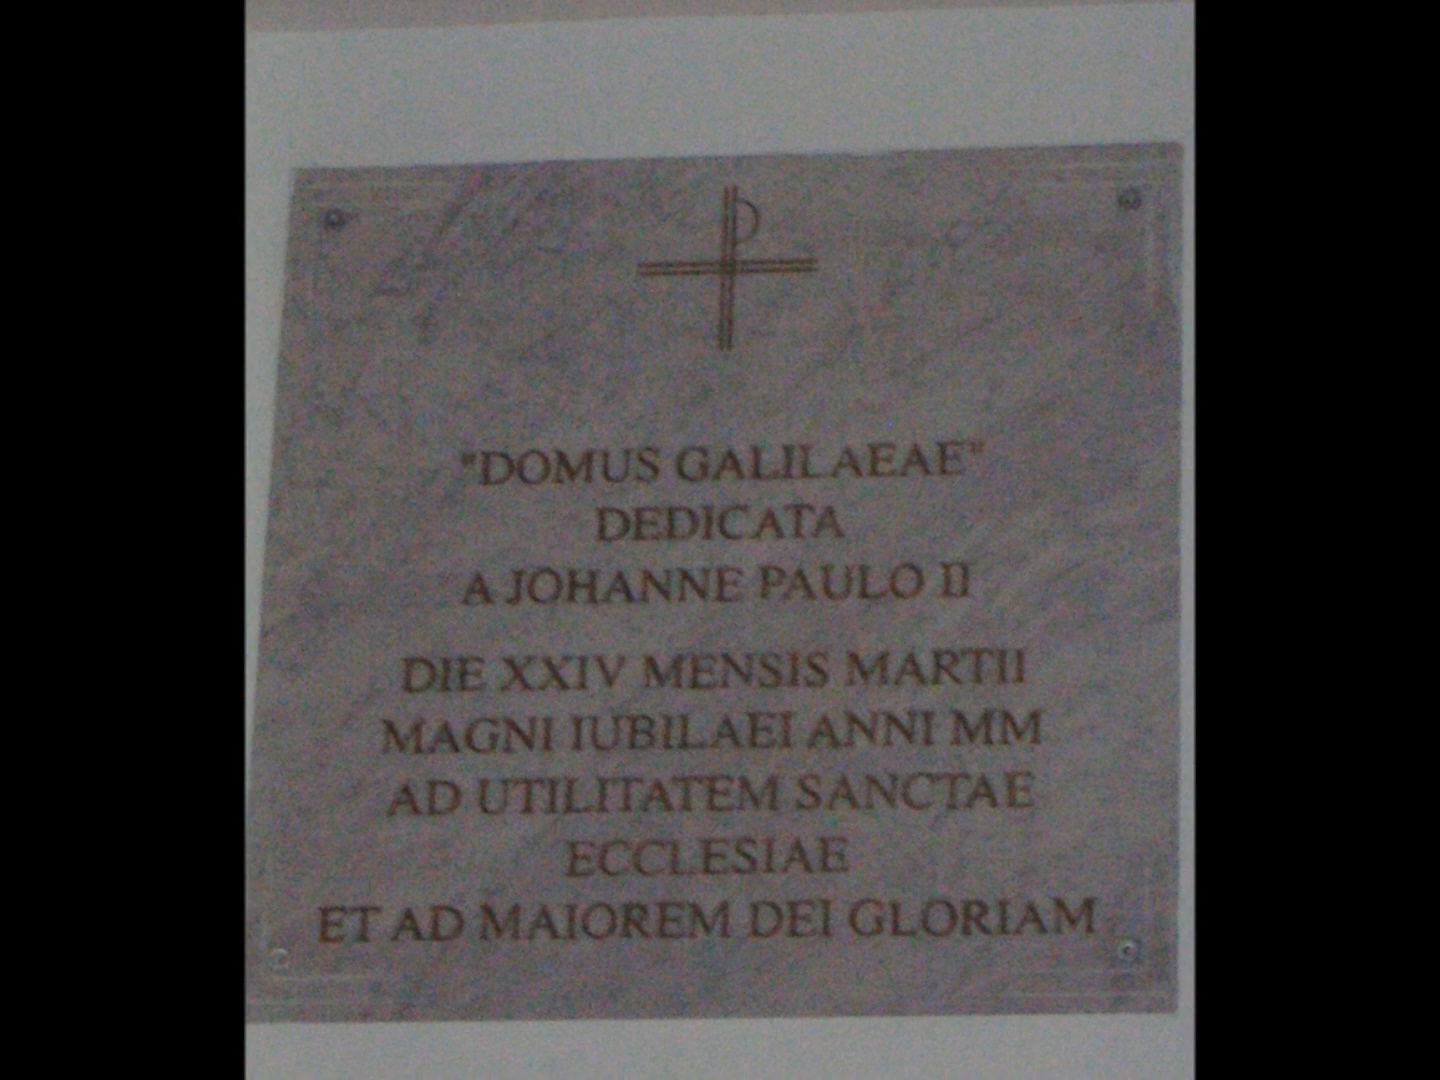 "DOMUS GALILAEAE"
DEDICATA
A JOHANNE PAULO II
DIE XXIV MENSIS MARTII
MAGNI IUBILAEI ANNI MM
AD UTILITATEM SANCTAE
ECCLESIAE
ET AD MAIOREM DEI GLORIAM